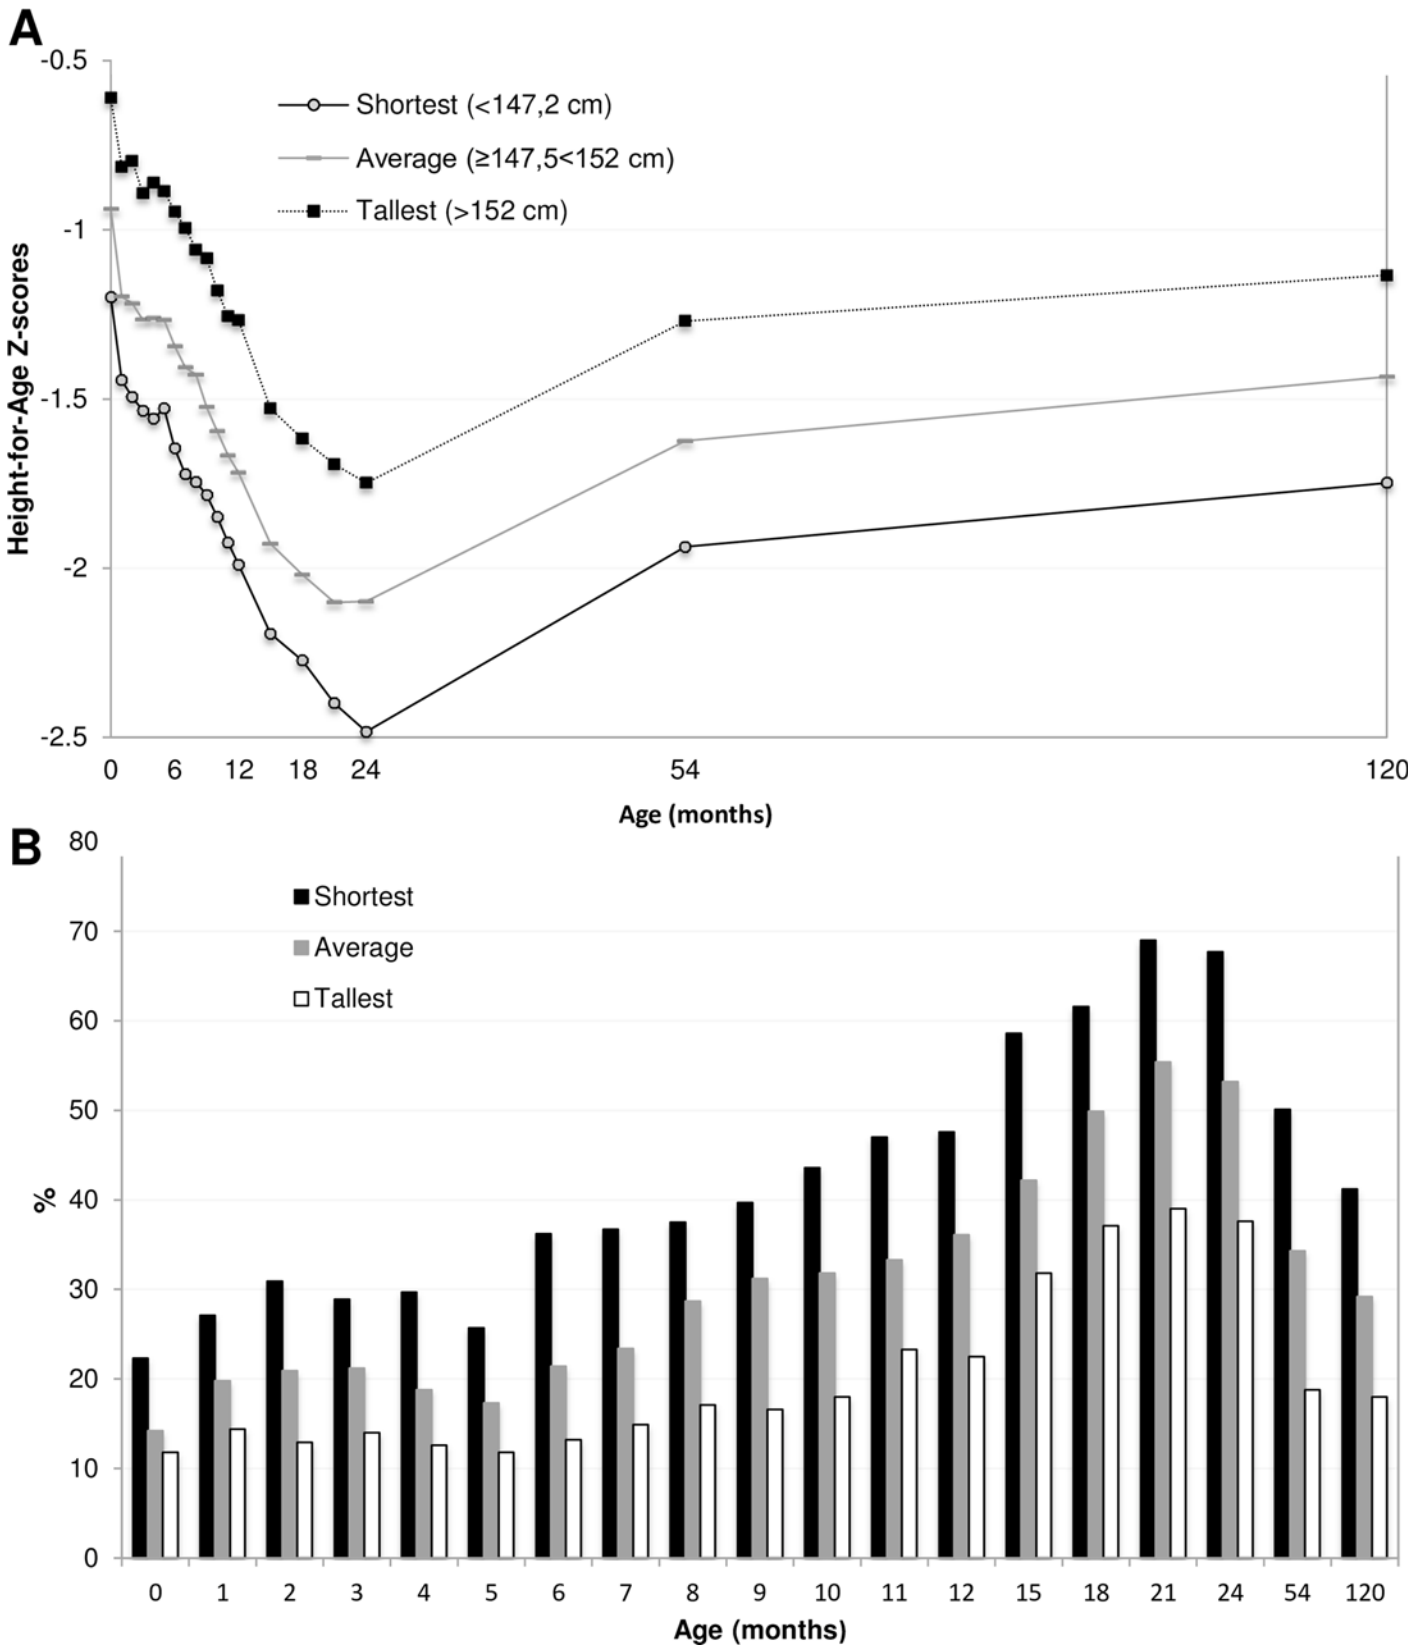 A
-0.5
Shortest (<147,2 cm)
Average (≥147,5<152 cm)
Tallest (>152 cm)
-1
-1.5
-2
-2.5
Height-for-Age Z-scores
0 6 12 18 24 54 120
Age (months)
B
80
Shortest
Average
Tallest
70
60
50
40
30
20
10
0
%
0 1 2 3 4 5 6 7 8 9 10 11 12 15 18 21 24 54 120
Age (months)